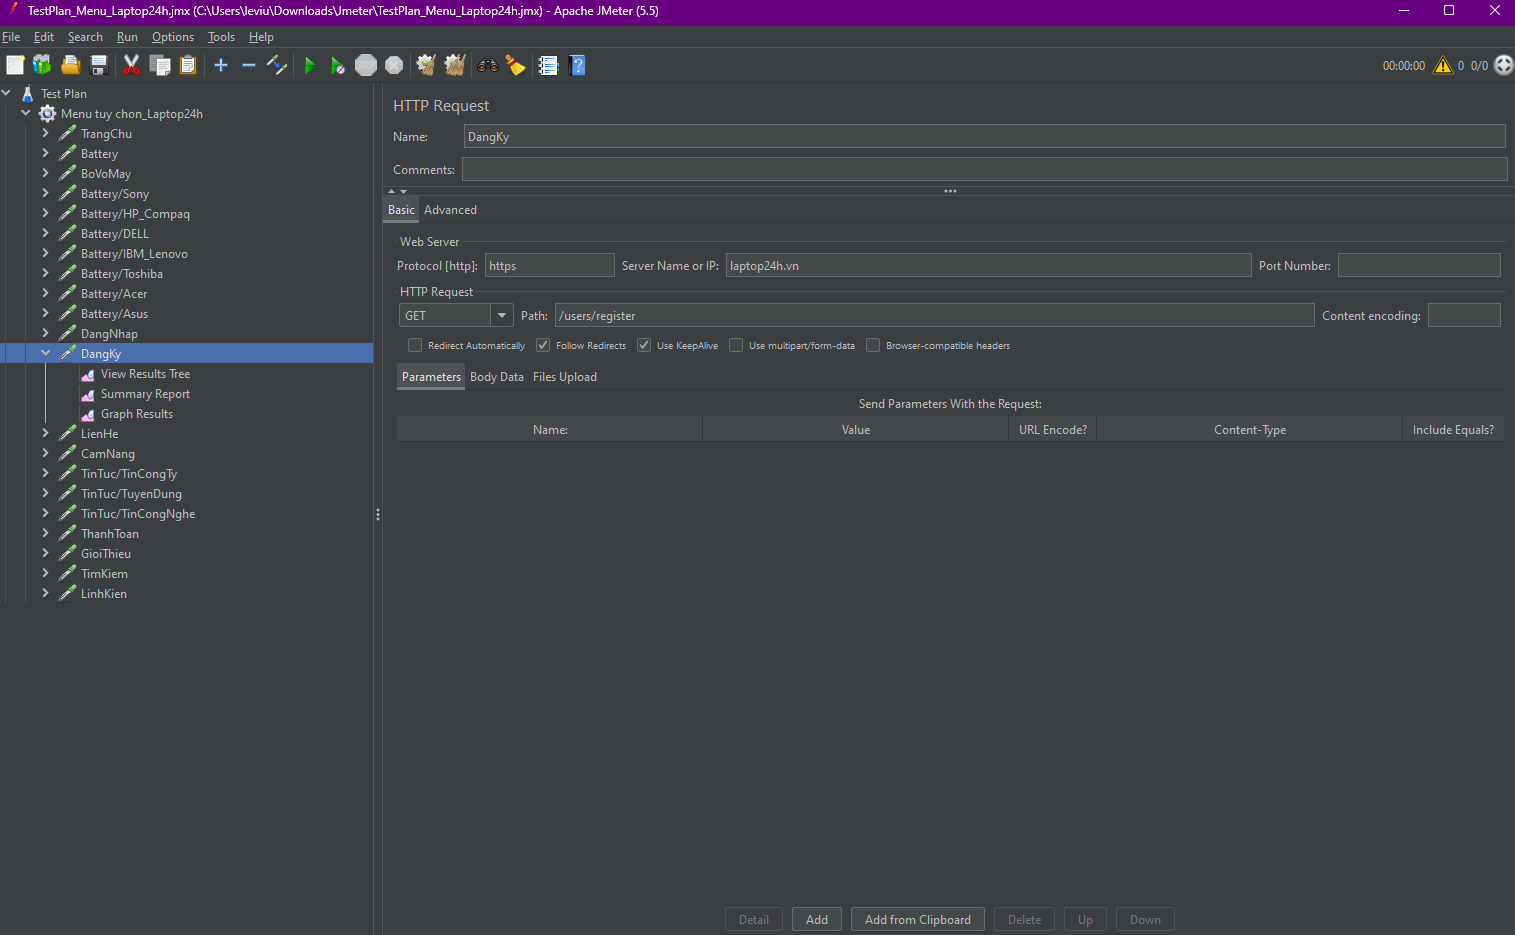 TestPlan_Menu_Laptop24h.jmx (C:\Users\leviu\Downloads\Jmeter\TestPlan_Menu_Laptop24h.jmx) - Apache JMeter (5.5)
File Edit Search Run Options Tools Help
STOP
00:00:00 0 0/0
Test Plan
Menu tuy chon_Laptop24h
TrangChu
Battery
BoVoMay
Battery/Sony
Battery/HP_Compaq
Battery/DELL
Battery/IBM_Lenovo
Battery/Toshiba
Battery/Acer
Battery/Asus
DangNhap
DangKy
View Results Tree
Summary Report
Graph Results
LienHe
CamNang
TinTuc/TinCongTy
TinTuc/TuyenDung
TinTuc/TinCongNghe
ThanhToan
GioiThieu
TimKiem
LinhKien
HTTP Request
Name: DangKy
Comments:
Basic Advanced
Web Server
Protocol [http]: https Server Name or IP: laptop24h.vn Port Number:
HTTP Request
GET Path: /users/register Content encoding:
Redirect Automatically Follow Redirects Use KeepAlive Use multipart/form-data Browser-compatible headers
Parameters Body Data Files Upload
Send Parameters With the Request:
Name: Value URL Encode? Content-Type Include Equals?
Detail Add Add from Clipboard Delete Up Down